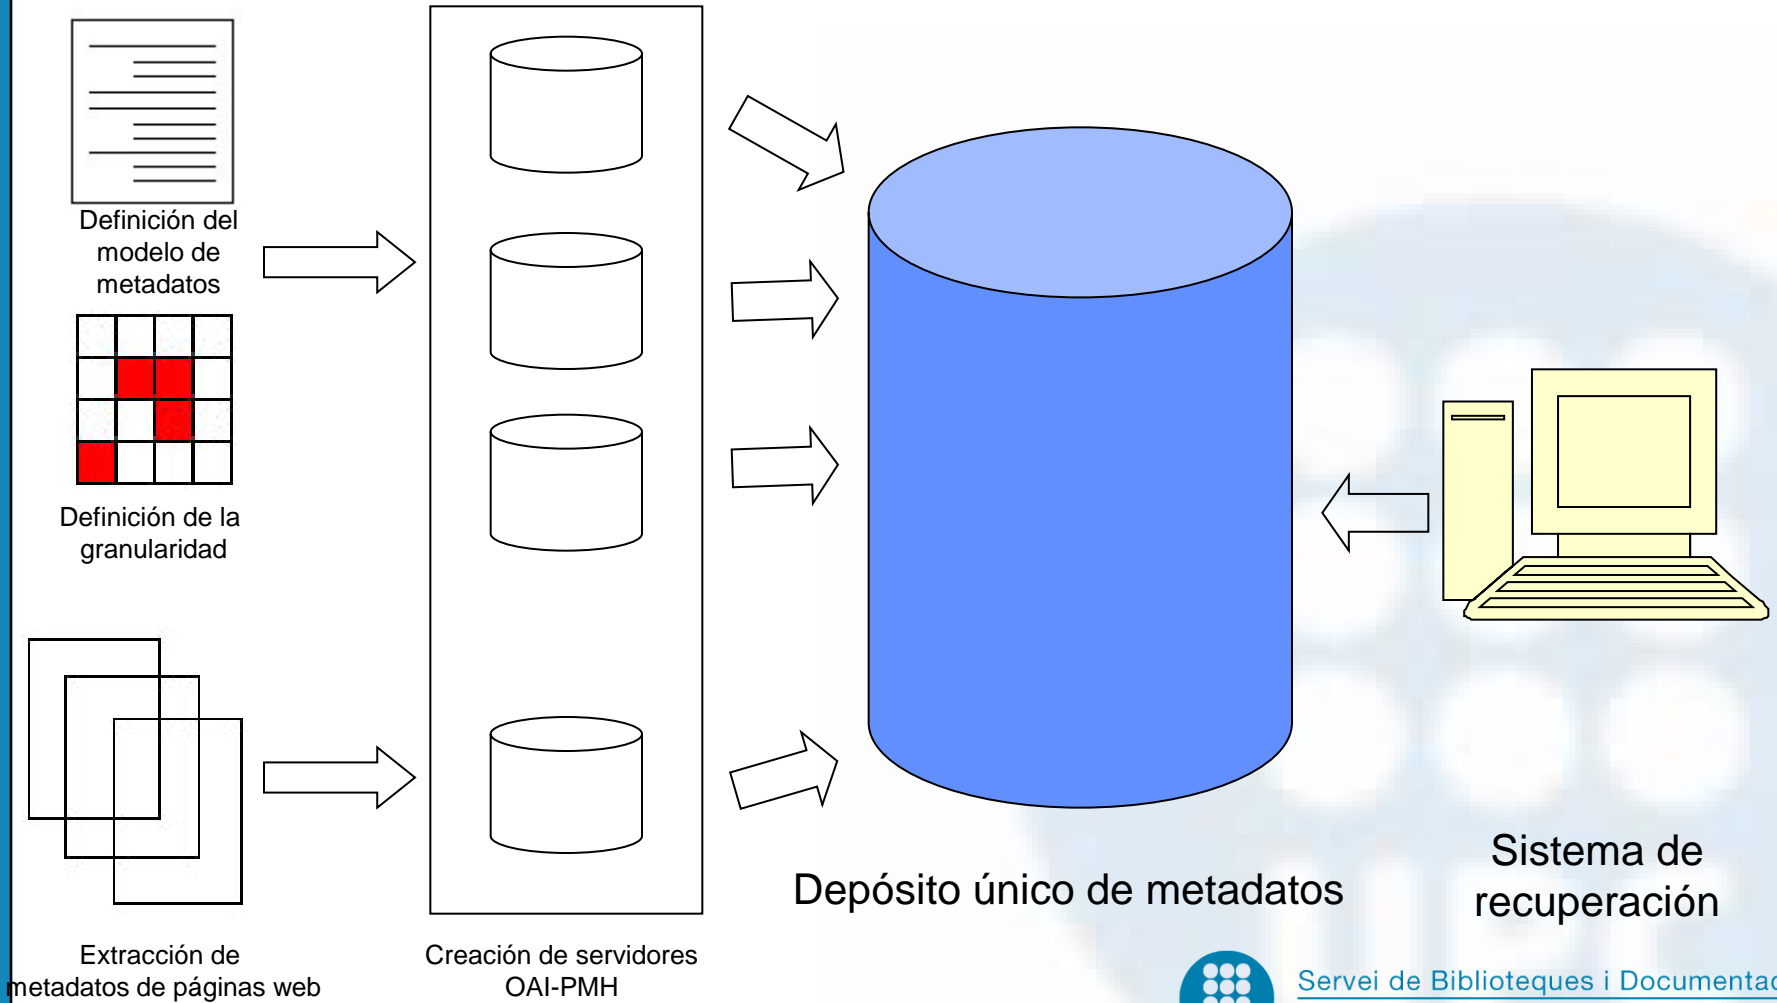 Definición del
modelo de
metadatos
Definición de la
granularidad
Extracción de
metadatos de páginas web
Creación de servidores
OAI-PMH
Depósito único de metadatos
Sistema de
recuperación
Servei de Biblioteques i Documentac